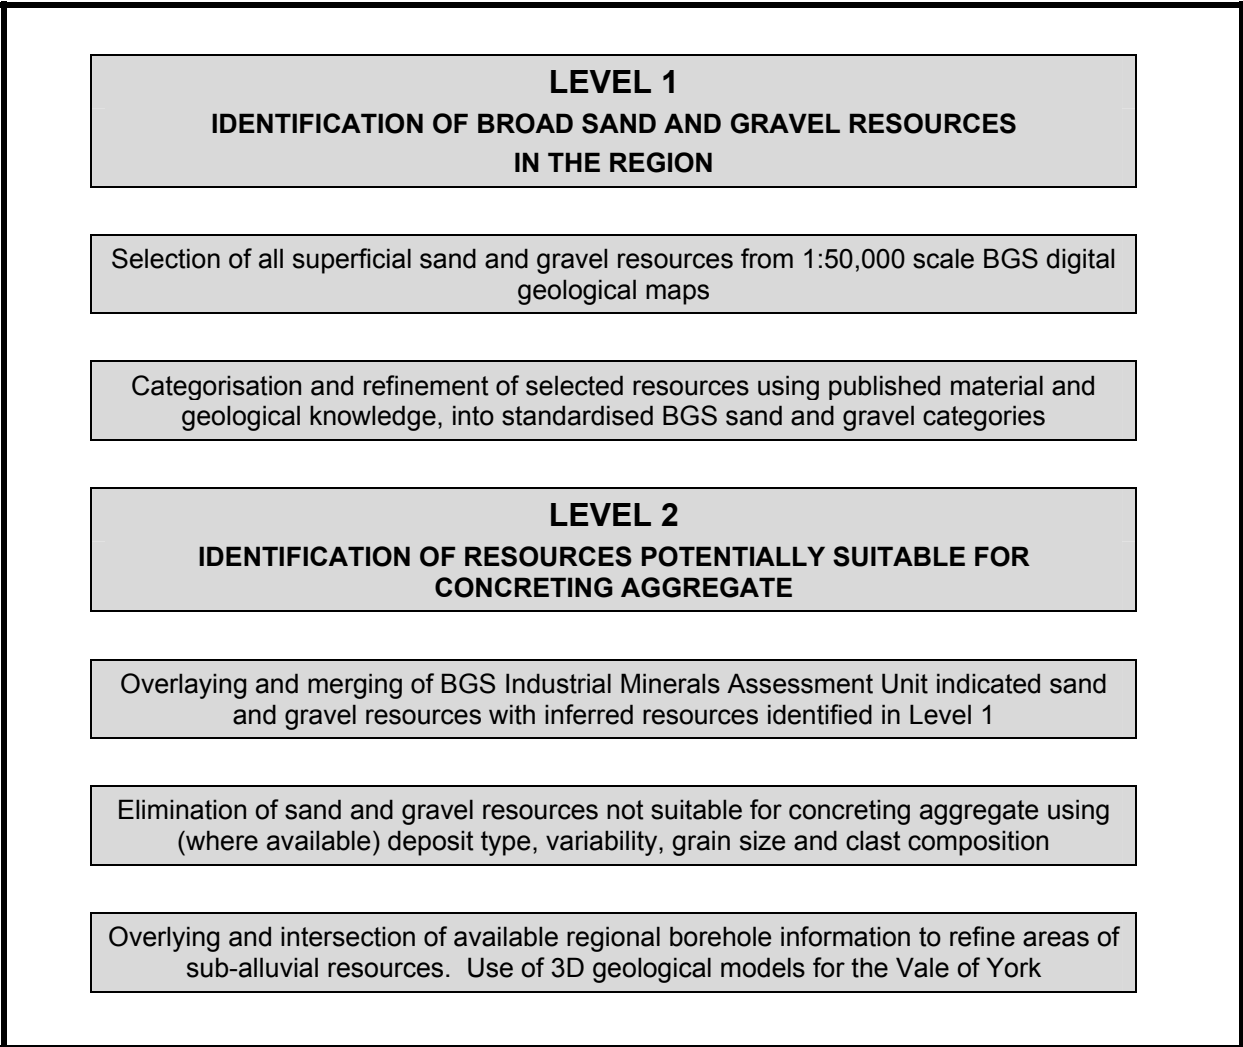 LEVEL 1
IDENTIFICATION OF BROAD SAND AND GRAVEL RESOURCES
IN THE REGION
Selection of all superficial sand and gravel resources from 1:50,000 scale BGS digital
geological maps
Categorisation and refinement of selected resources using published material and
geological knowledge, into standardised BGS sand and gravel categories
LEVEL 2
IDENTIFICATION OF RESOURCES POTENTIALLY SUITABLE FOR
CONCRETING AGGREGATE
Overlaying and merging of BGS Industrial Minerals Assessment Unit indicated sand
and gravel resources with inferred resources identified in Level 1
Elimination of sand and gravel resources not suitable for concreting aggregate using
(where available) deposit type, variability, grain size and clast composition
Overlying and intersection of available regional borehole information to refine areas of
sub-alluvial resources.  Use of 3D geological models for the Vale of York